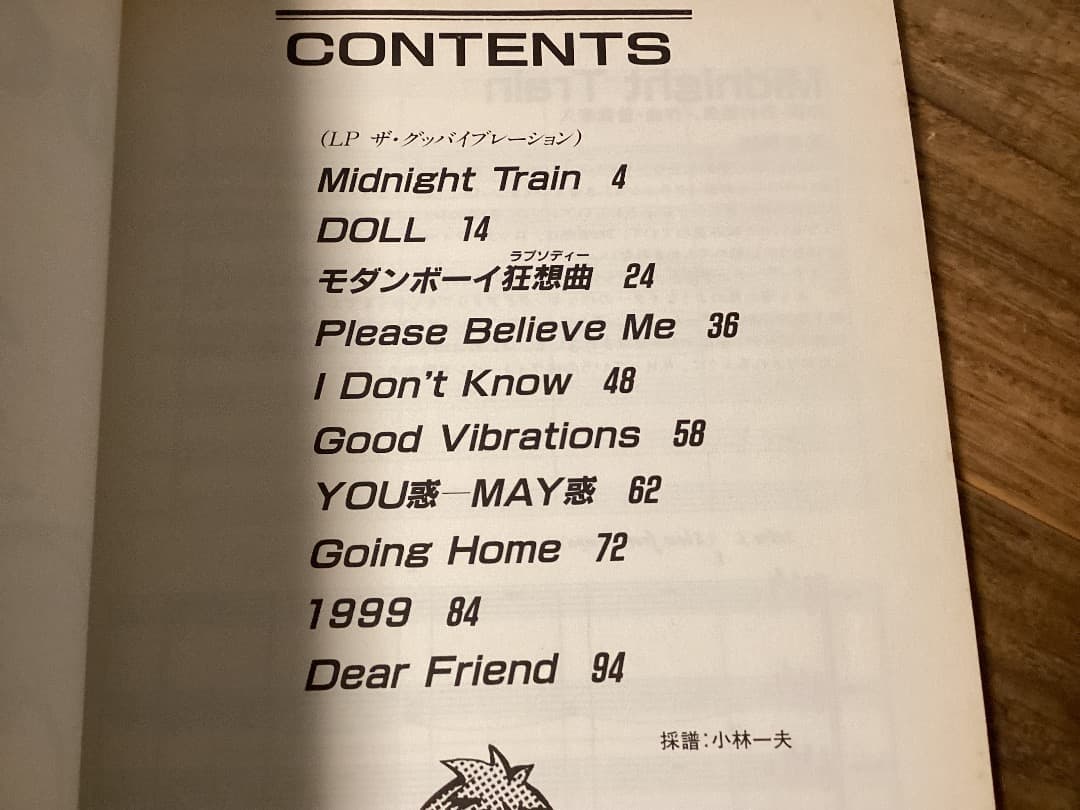 CONTENTS
(LP ザ・グッバイブレーション)
Midnight Train 4
DOLL 14
ラプソディー
モダンボーイ狂想曲 24
Please Believe Me 36
I Don't Know 48
Good Vibrations 58
YOU惑—MAY惑 62
Going Home 72
1999 84
Dear Friend 94
採譜:小林一夫